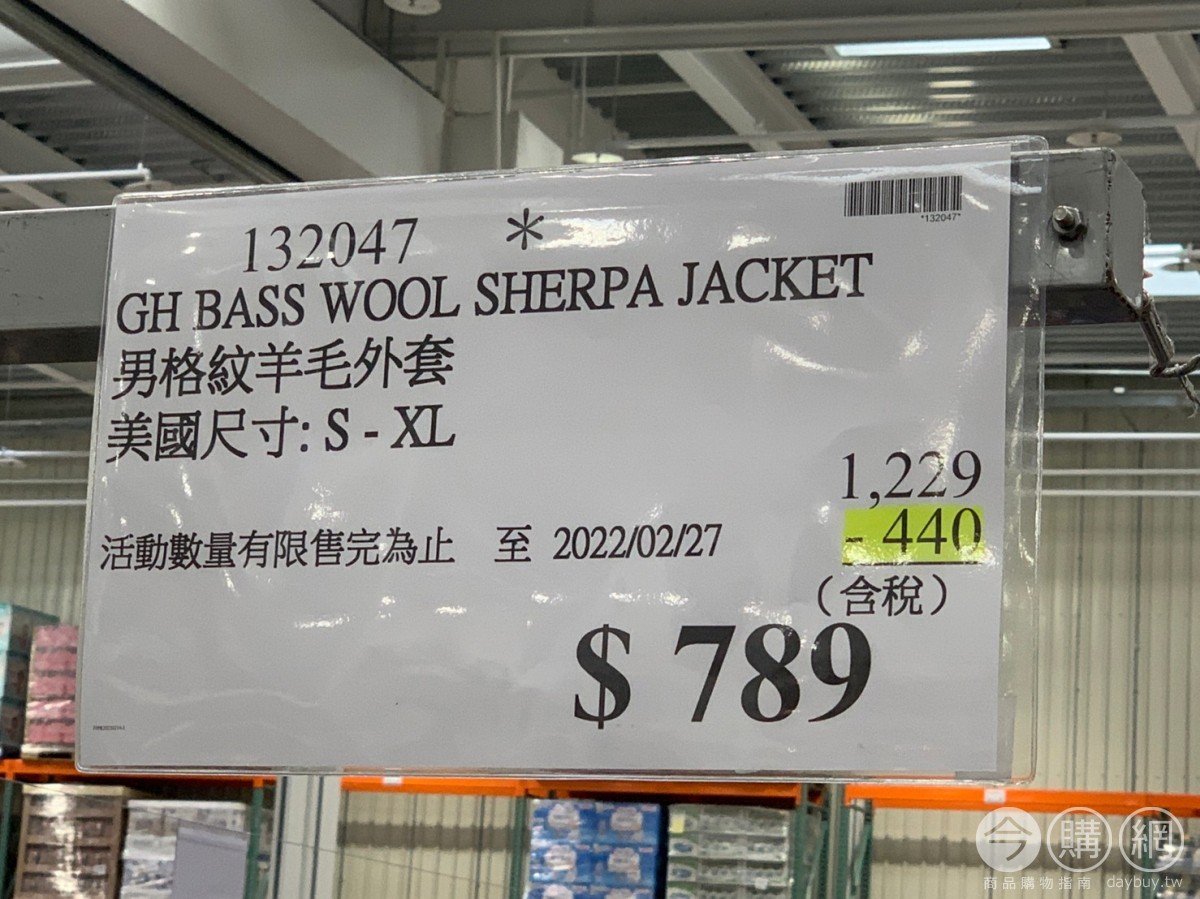 132047 *
*132047*
GH BASS WOOL SHERPA JACKET
男格紋羊毛外套
美國尺寸: S - XL
1,229
- 440
活動數量有限售完為止 至 2022/02/27
(含稅)
$ 789
今購網
商品購物指南 daybuy.tw